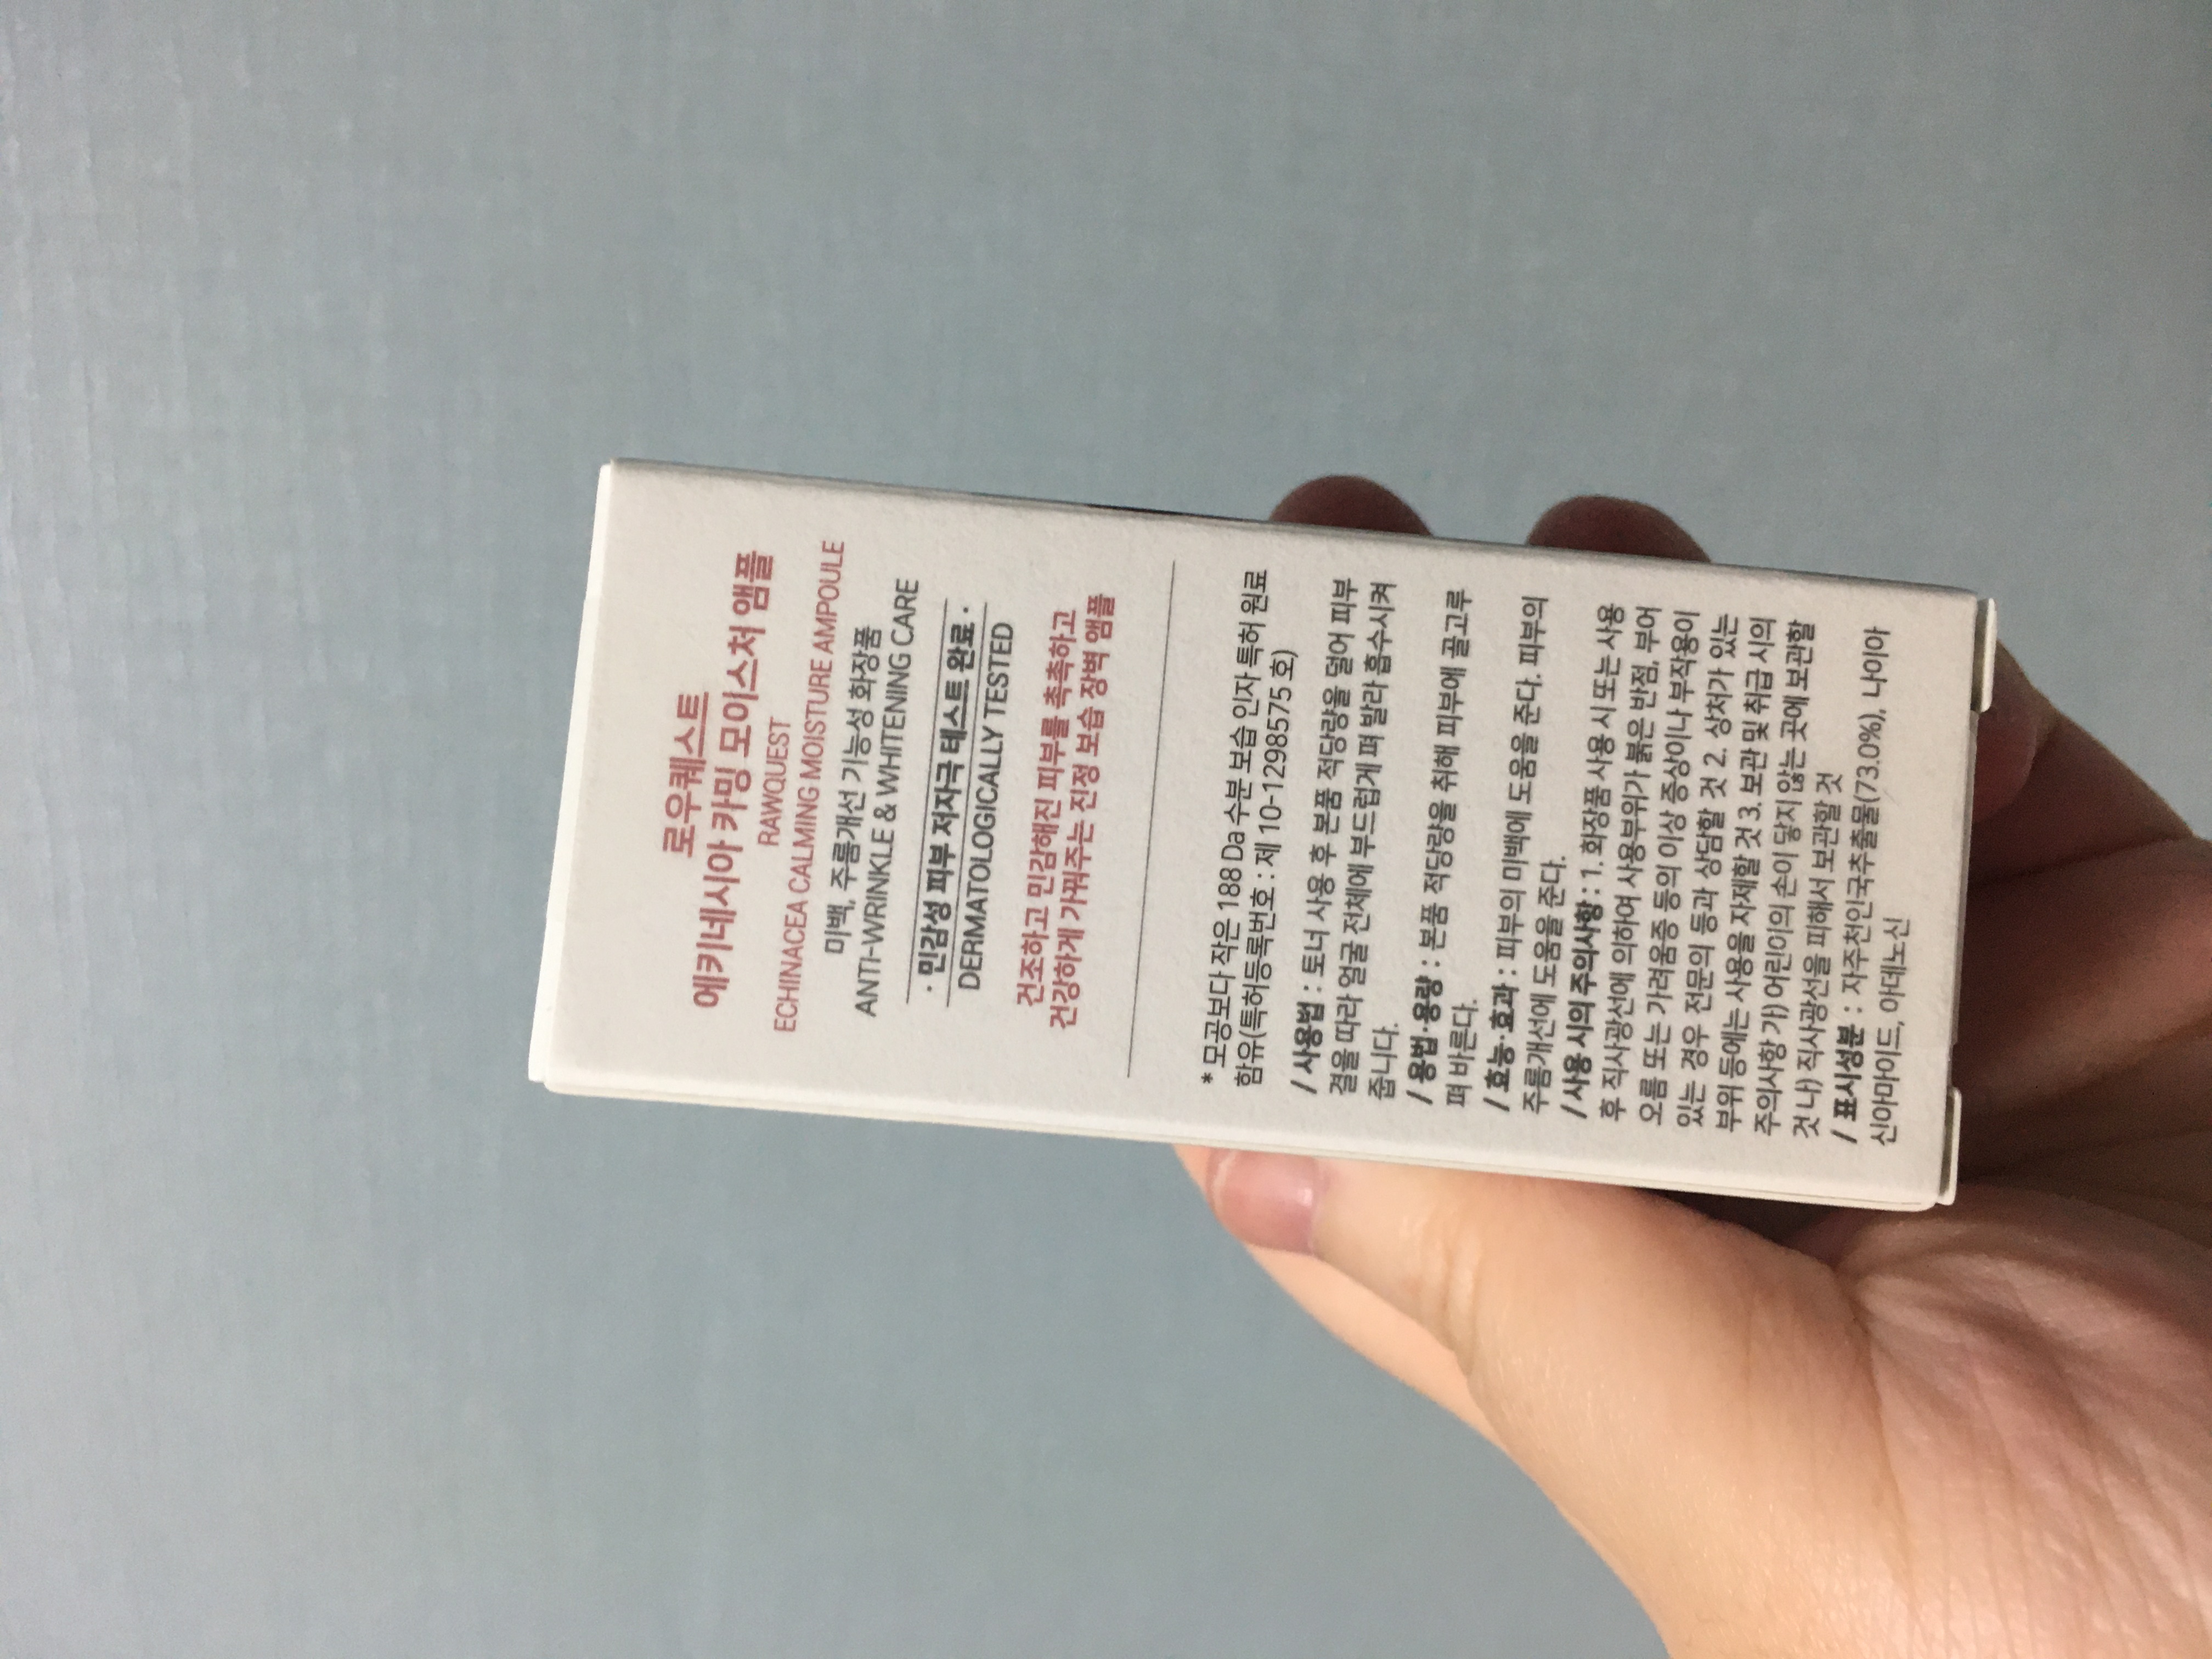 로우퀘스트
에키네시아 카밍 모이스처 앰플
RAWQUEST
ECHINACEA CALMING MOISTURE AMPOULE
미백, 주름개선 기능성 화장품
ANTI-WRINKLE & WHITENING CARE
· 민감성 피부 저자극 테스트 완료 ·
DERMATOLOGICALLY TESTED
건조하고 민감해진 피부를 촉촉하고
건강하게 가꿔주는 진정 보습 장벽 앰플
* 모공보다 작은 188 Da 수분 보습 인자 특허 원료
함유(특허등록번호 : 제 10-1298575 호)
/ 사용법 : 토너 사용 후 본품 적당량을 덜어 피부
결을 따라 얼굴 전체에 부드럽게 펴 발라 흡수시켜
줍니다.
/ 용법·용량 : 본품 적당량을 취해 피부에 골고루
펴 바른다.
/ 효능·효과 : 피부의 미백에 도움을 준다. 피부의
주름개선에 도움을 준다.
/ 사용 시의 주의사항 : 1. 화장품 사용 시 또는 사용
후 직사광선에 의하여 사용부위가 붉은 반점, 부어
오름 또는 가려움증 등의 이상 증상이나 부작용이
있는 경우 전문의 등과 상담할 것 2. 상처가 있는
부위 등에는 사용을 자제할 것 3. 보관 및 취급 시의
주의사항 가) 어린이의 손이 닿지 않는 곳에 보관할
것 나) 직사광선을 피해서 보관할 것
/ 표시성분 : 자주천인국추출물(73.0%), 나이아
신아마이드, 아데노신